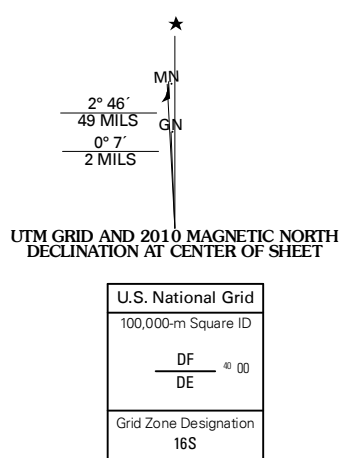 ★
MN
2° 46´
49 MILS
GN
0° 7´
2 MILS
UTM GRID AND 2010 MAGNETIC NORTH
DECLINATION AT CENTER OF SHEET
U.S. National Grid
100,000-m Square ID
DF
40 00
DE
Grid Zone Designation
16S